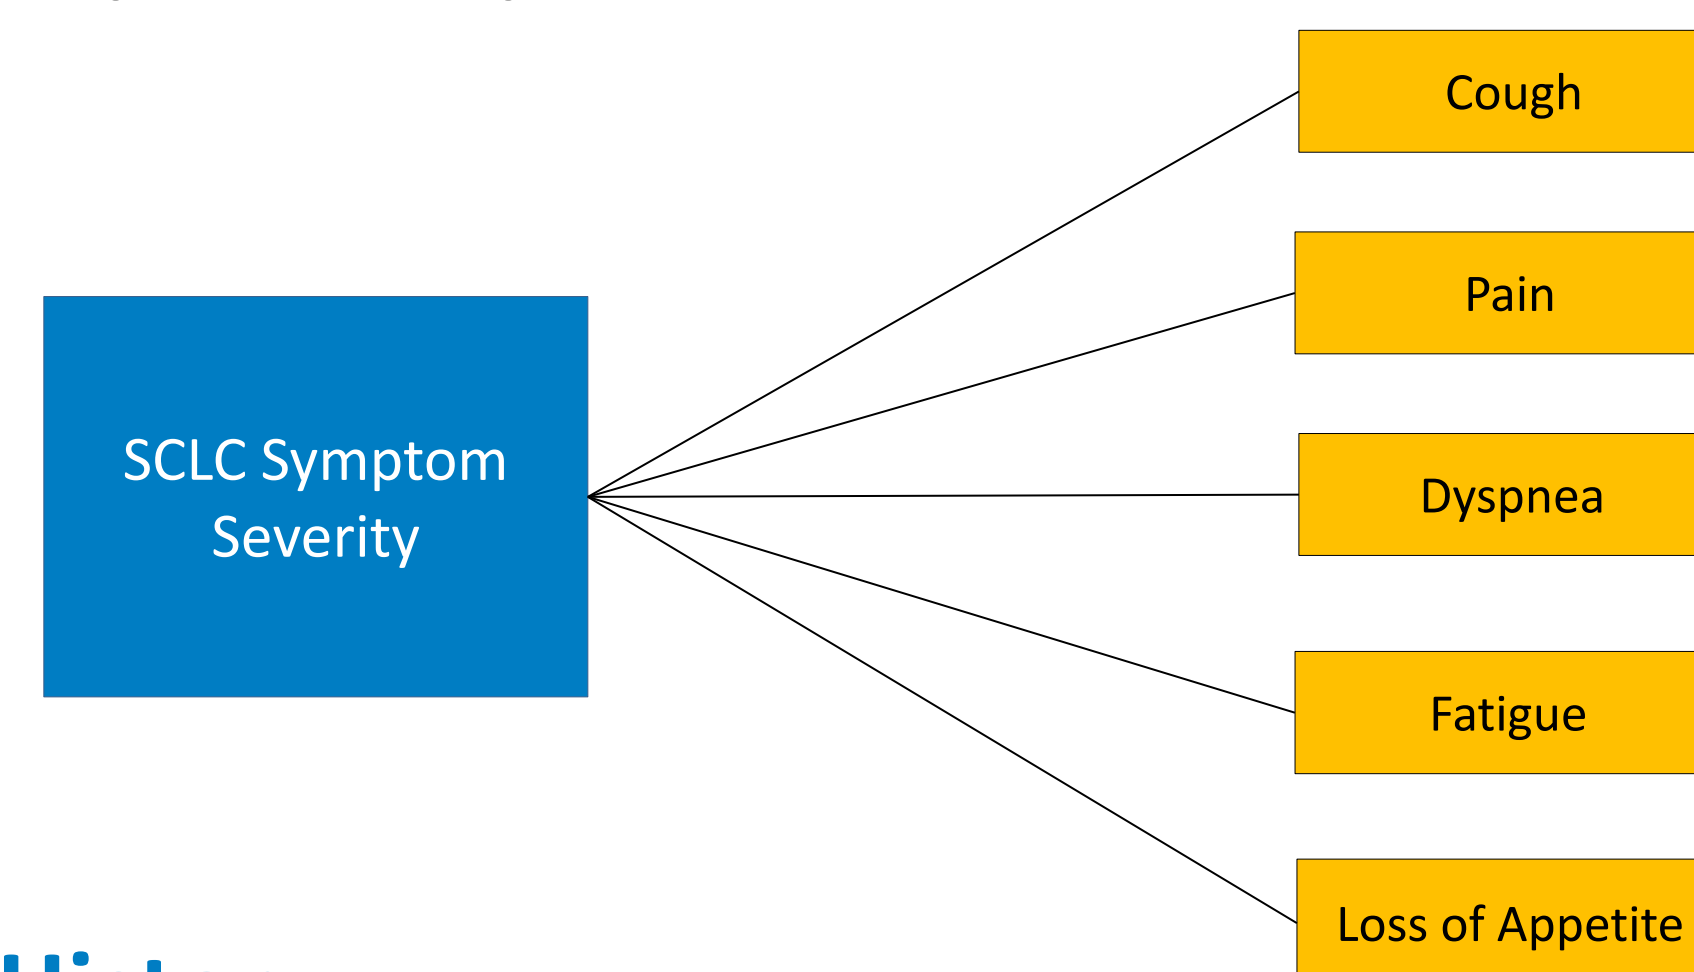 Cough
Pain
SCLC Symptom
Severity
Dyspnea
Fatigue
Loss of Appetite